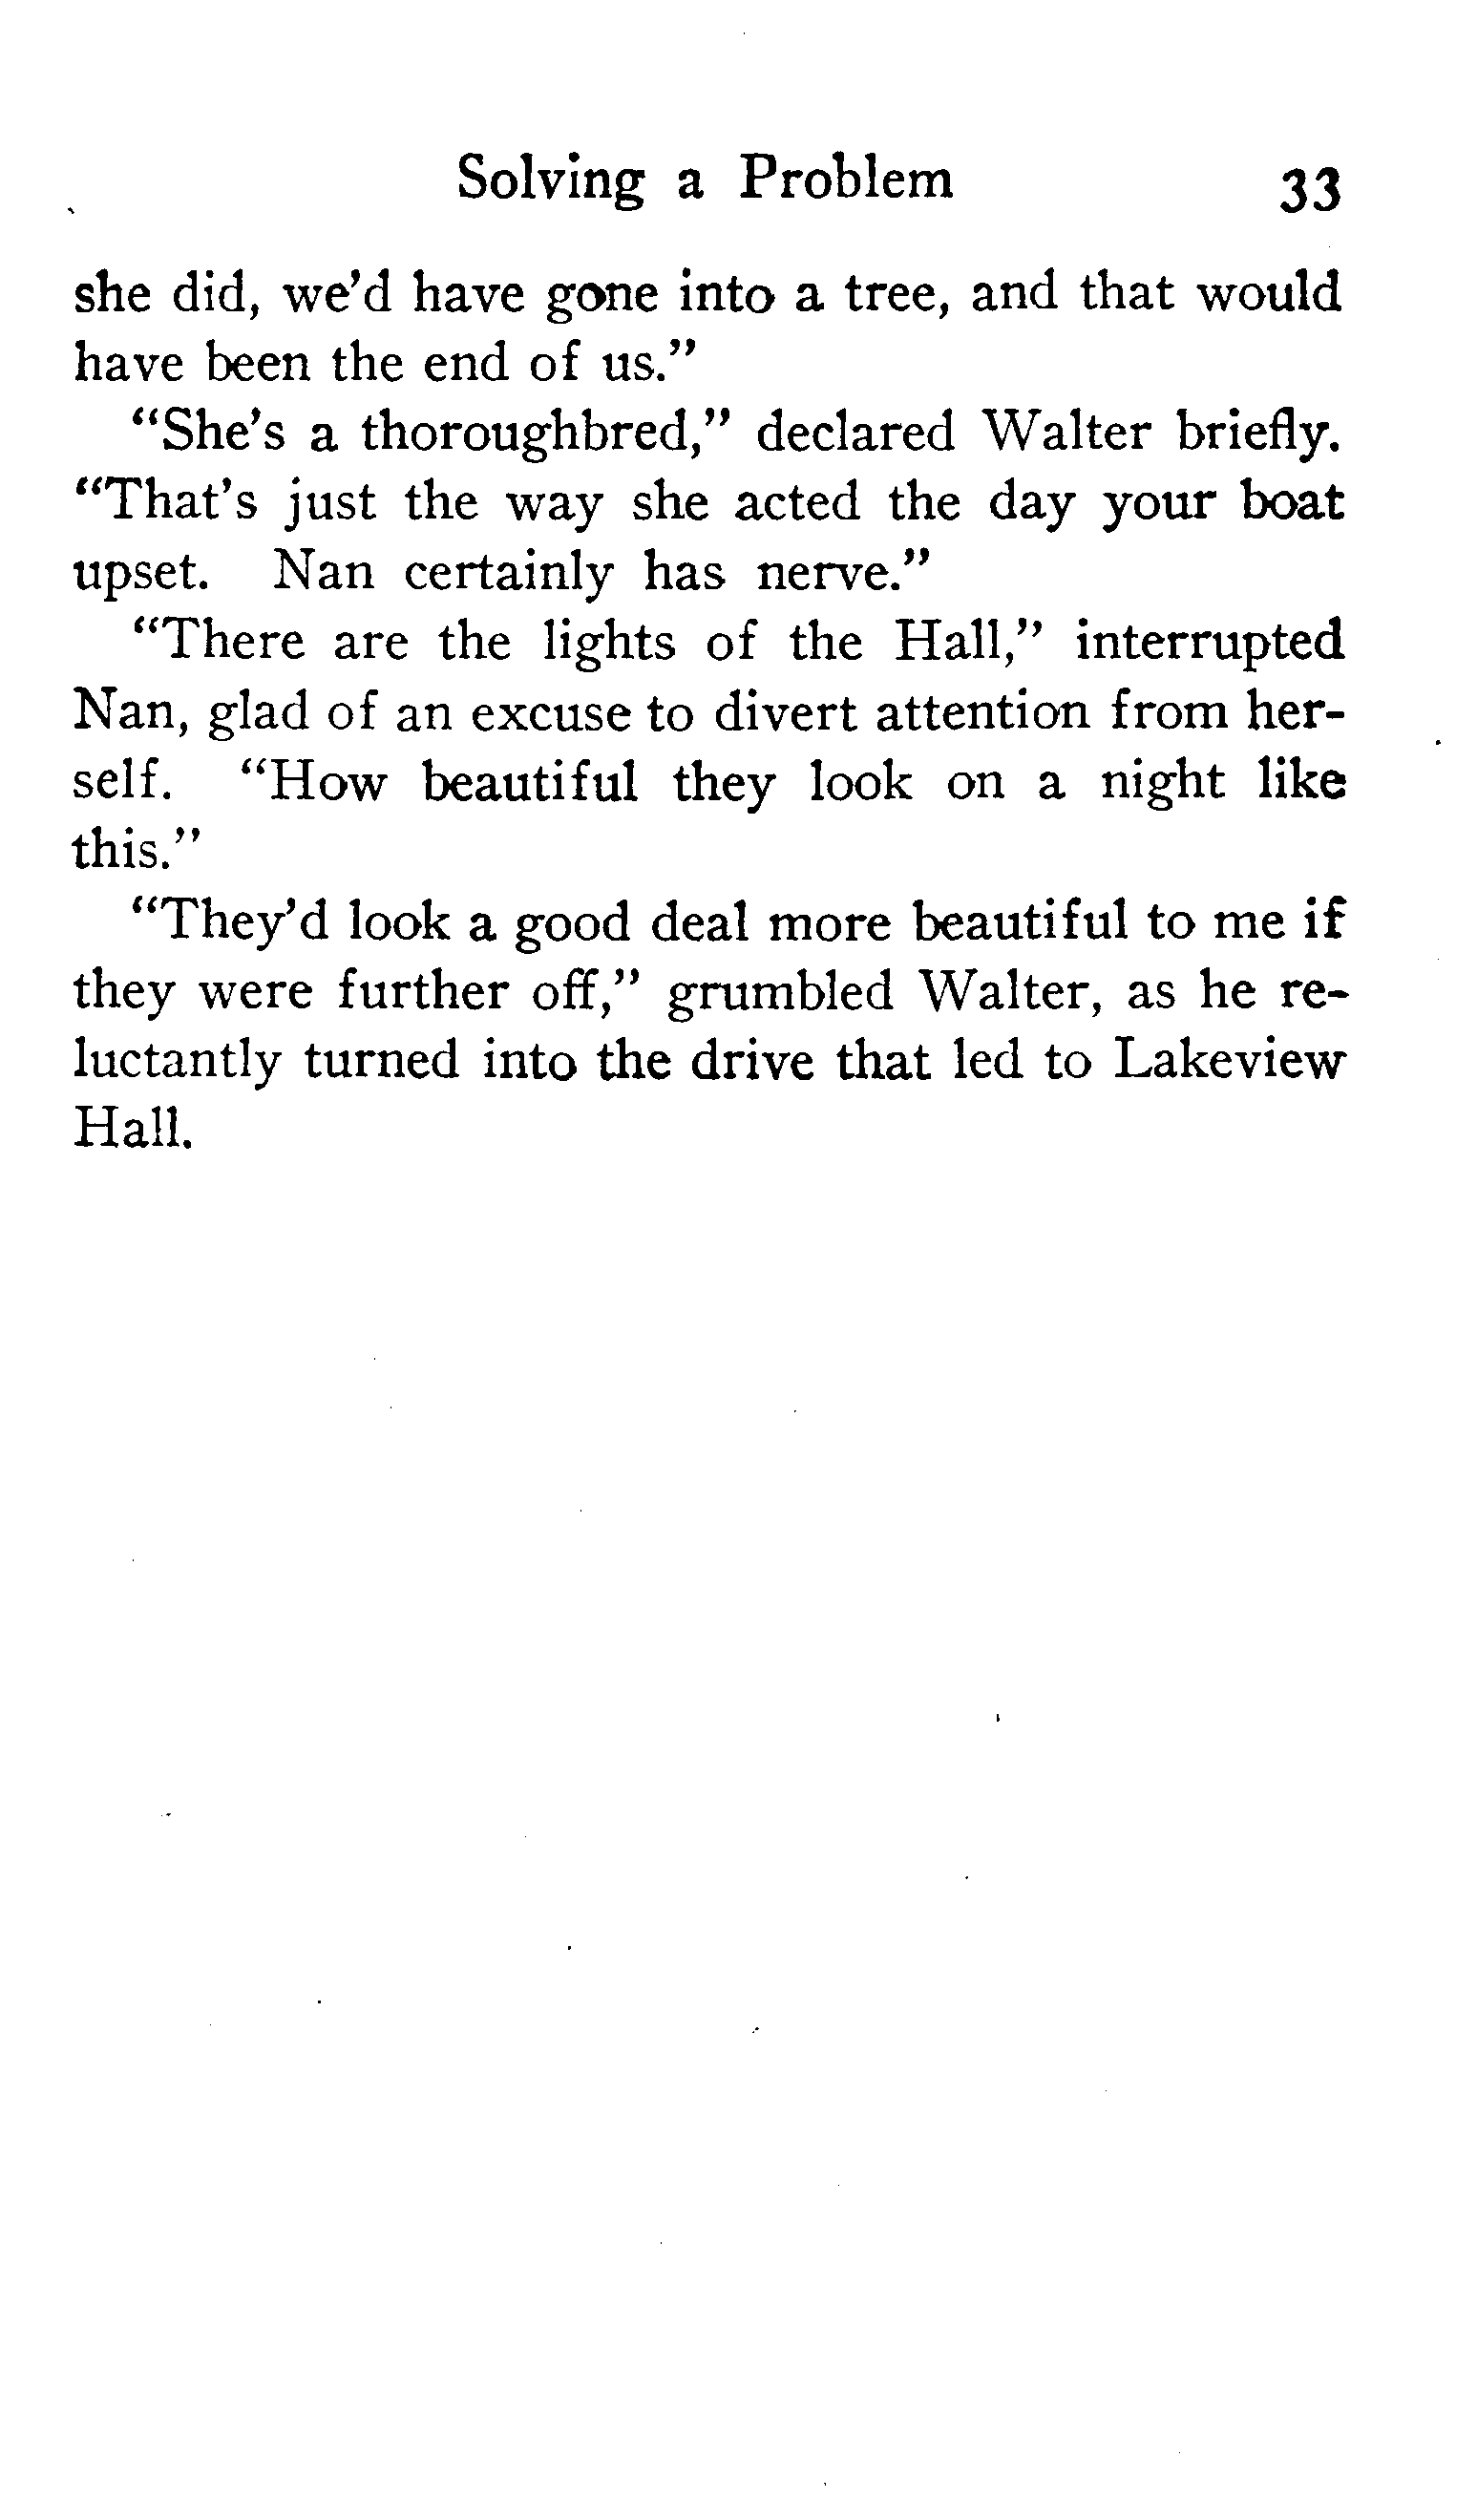 Solving a Problem 33
she did, we'd have gone into a tree, and that would
have been the end of us."
"She's a thoroughbred," declared Walter briefly.
"That's just the way she acted the day your boat
upset. Nan certainly has nerve."
"There are the lights of the Hall," interrupted
Nan, glad of an excuse to divert attention from her-
self. "How beautiful they look on a night like
this."
"They'd look a good deal more beautiful to me if
they were further off," grumbled Walter, as he re-
luctantly turned into the drive that led to Lakeview
Hall.